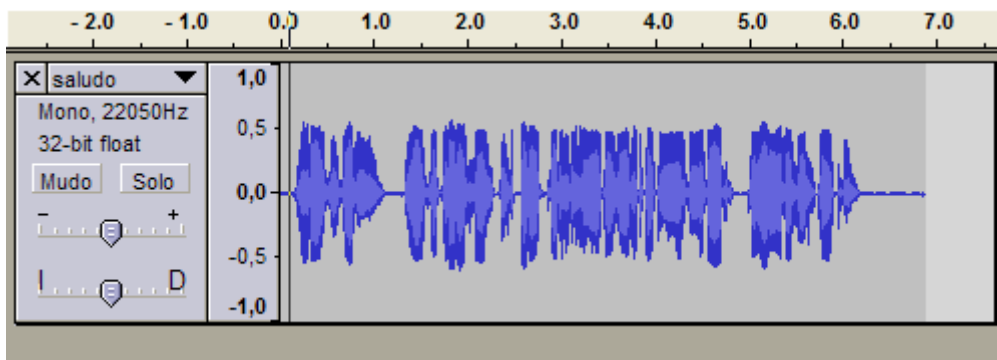 - 2.0 - 1.0 0.0 1.0 2.0 3.0 4.0 5.0 6.0 7.0
X saludo
Mono, 22050Hz
32-bit float
Mudo Solo
- +
I D
1,0
0,5
0,0
-0,5
-1,0